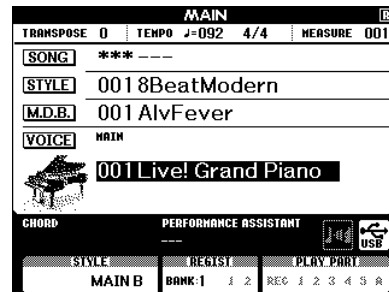 MAIN
TRANSPOSE 0 TEMPO ♩=092 4/4 MEASURE 001
SONG *** ---
STYLE 001 8BeatModern
M.D.B. 001 AlvFever
VOICE MAIN
001 Live! Grand Piano
CHORD PERFORMANCE ASSISTANT
---
USB
STYLE REGIST PLAY PART
MAIN B BANK:1 1 2 REC 1 2 3 4 5 A